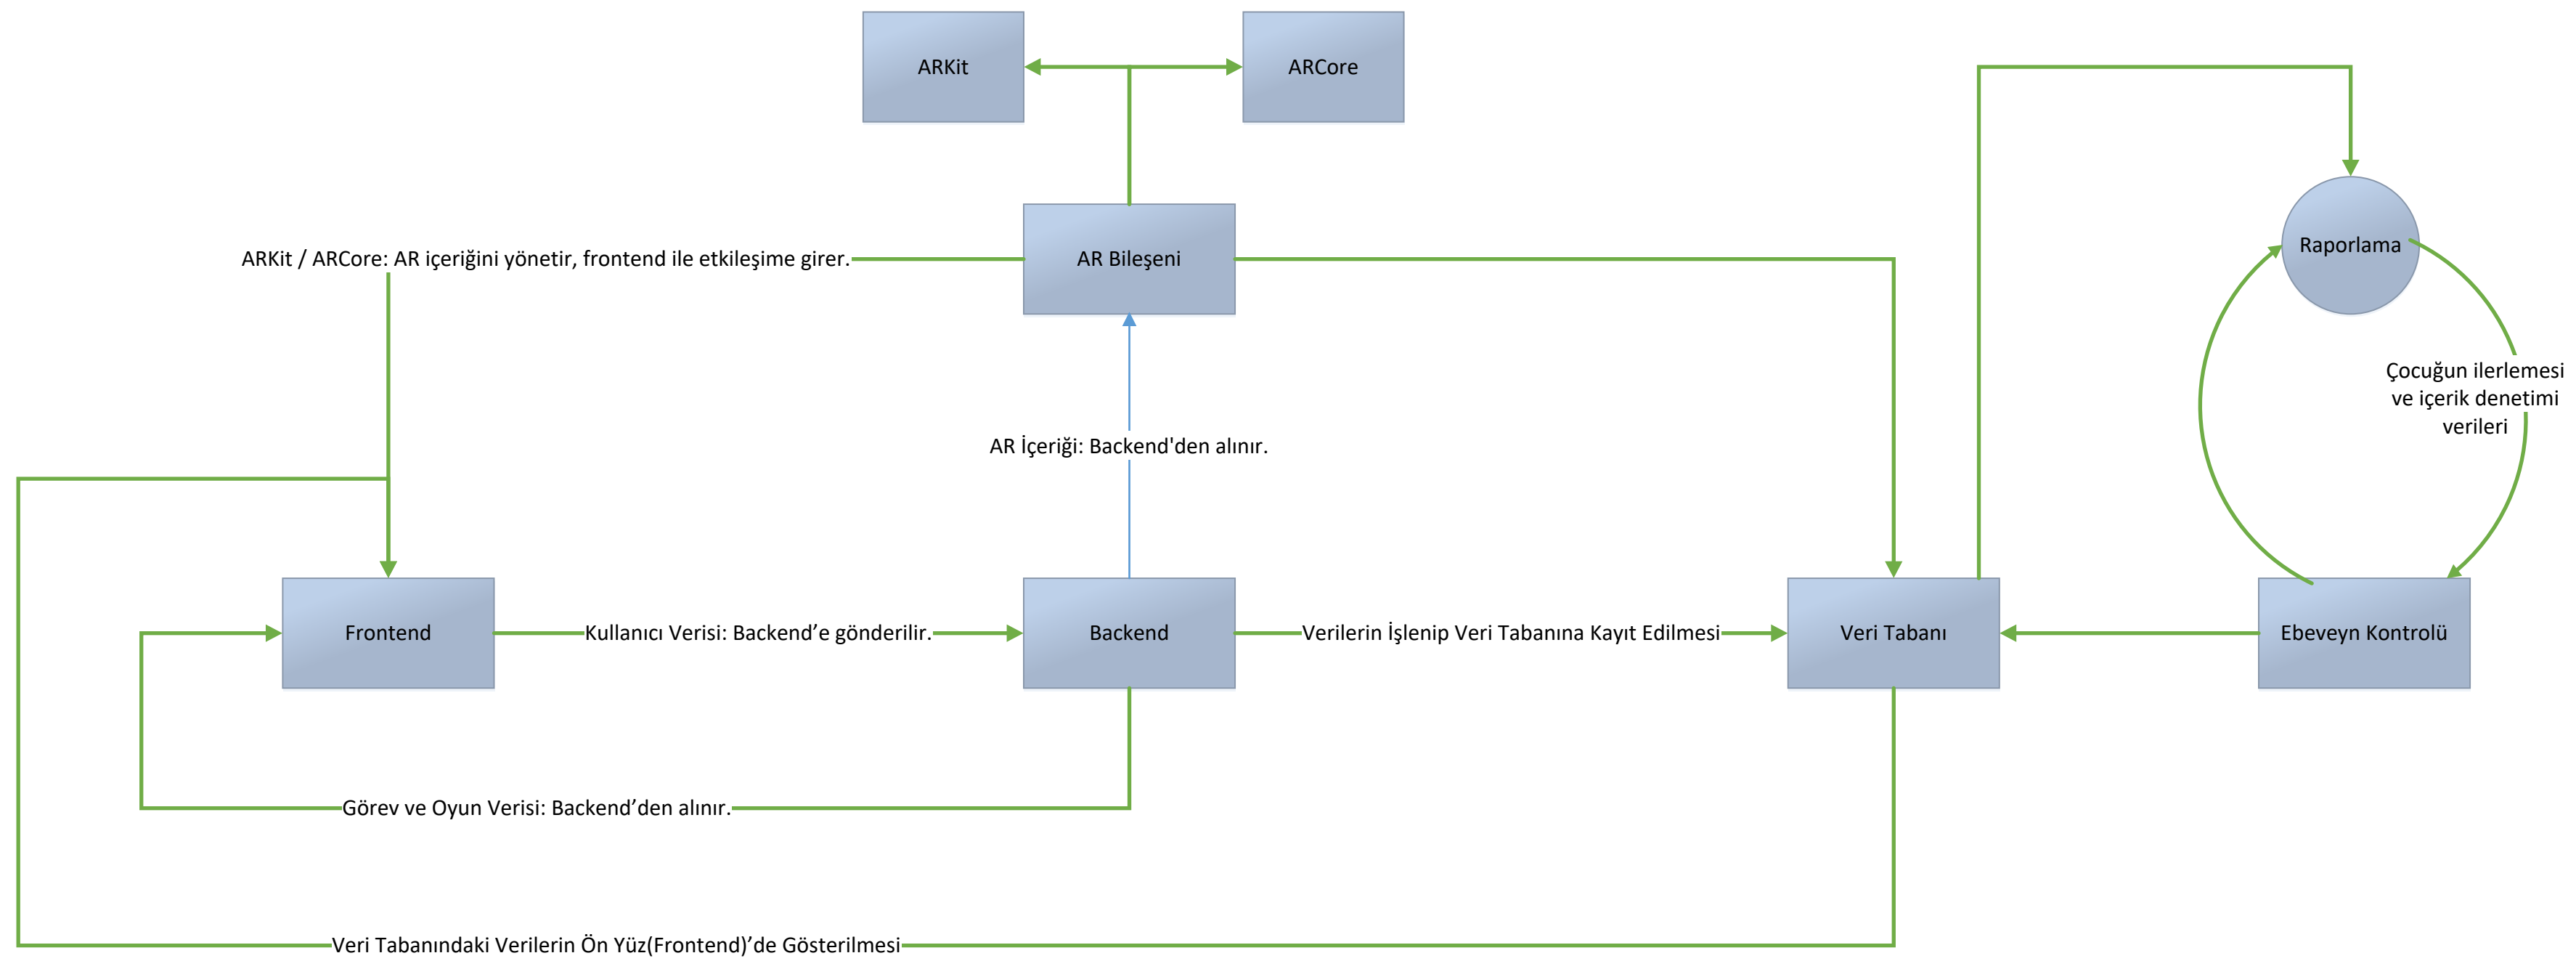 ARKit
ARCore
AR Bileşeni
Raporlama
ARKit / ARCore: AR içeriğini yönetir, frontend ile etkileşime girer.
Çocuğun ilerlemesi
ve içerik denetimi
verileri
AR İçeriği: Backend'den alınır.
Frontend
Kullanıcı Verisi: Backend’e gönderilir.
Backend
Verilerin İşlenip Veri Tabanına Kayıt Edilmesi
Veri Tabanı
Ebeveyn Kontrolü
Görev ve Oyun Verisi: Backend’den alınır.
Veri Tabanındaki Verilerin Ön Yüz(Frontend)’de Gösterilmesi